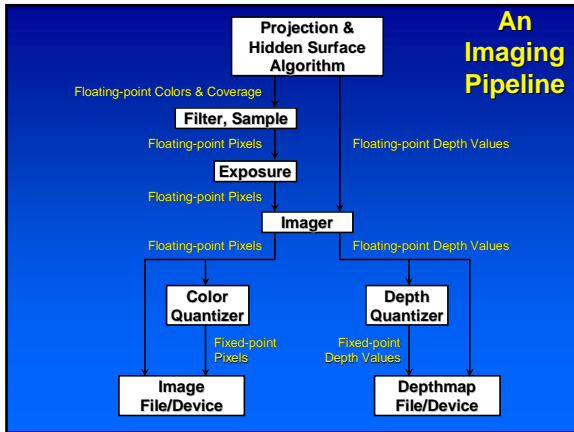 An
Imaging
Pipeline
Projection &
Hidden Surface
Algorithm
Floating-point Colors & Coverage
Filter, Sample
Floating-point Pixels
Floating-point Depth Values
Exposure
Floating-point Pixels
Imager
Floating-point Pixels
Floating-point Depth Values
Color
Quantizer
Depth
Quantizer
Fixed-point
Pixels
Fixed-point
Depth Values
Image
File/Device
Depthmap
File/Device